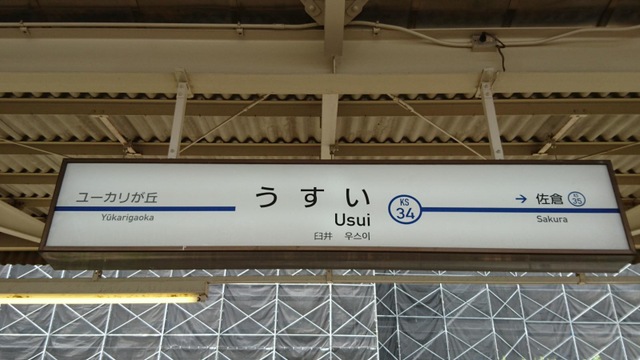 ユーカリが丘
Yūkarigaoka
うすい
Usui
臼井 우스이
KS
34
→ 佐倉 KS 35
Sakura